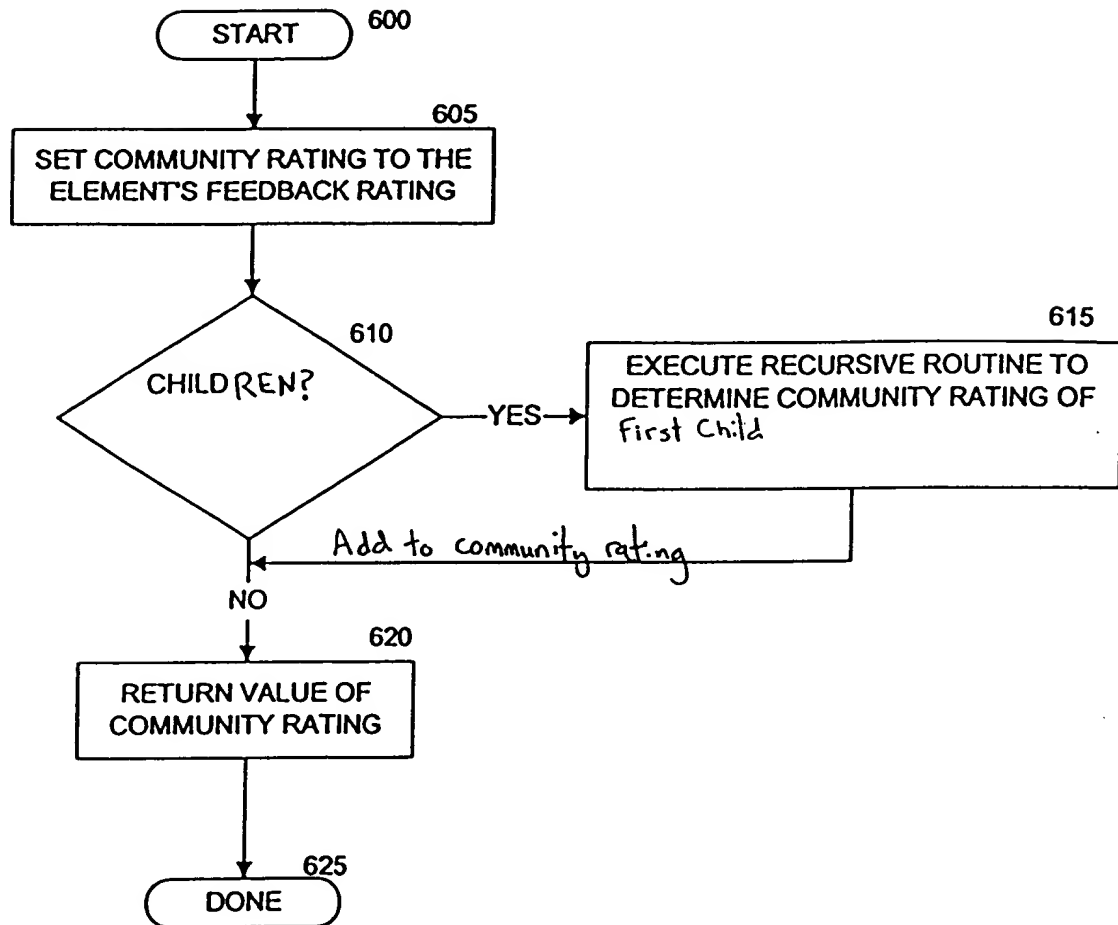 START
600
605
SET COMMUNITY RATING TO THE
ELEMENT'S FEEDBACK RATING
610
CHILDREN?
YES
615
EXECUTE RECURSIVE ROUTINE TO
DETERMINE COMMUNITY RATING OF
First Child
Add to community rating
NO
620
RETURN VALUE OF
COMMUNITY RATING
625
DONE